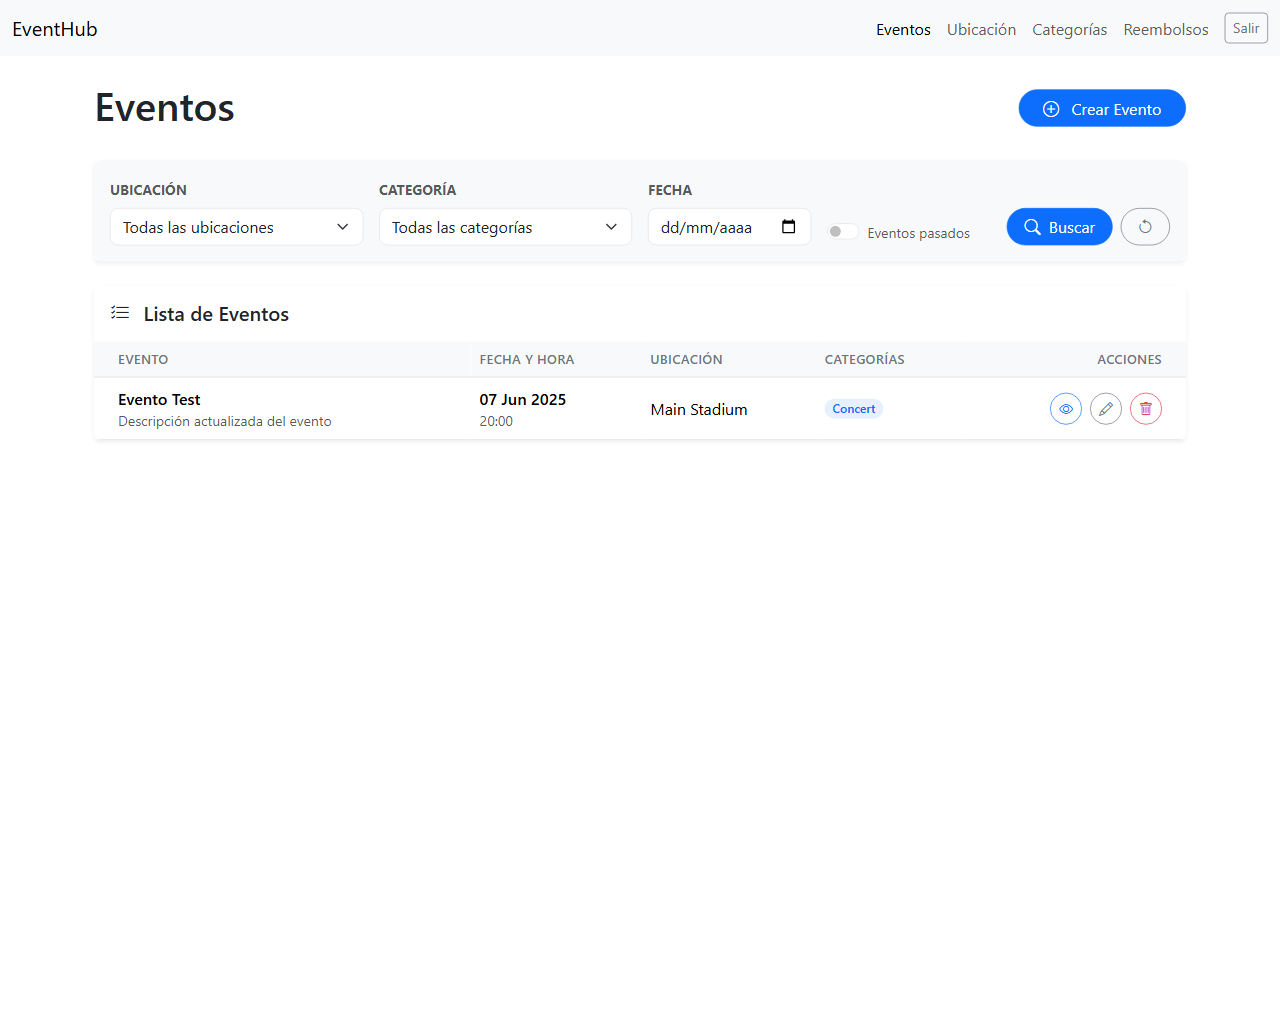 EventHub
Eventos Ubicación Categorías Reembolsos Salir
Eventos
Crear Evento
UBICACIÓN CATEGORÍA FECHA
Todas las ubicaciones Todas las categorías dd/mm/aaaa Eventos pasados Buscar
Lista de Eventos
EVENTO FECHA Y HORA UBICACIÓN CATEGORÍAS ACCIONES
Evento Test 07 Jun 2025 Main Stadium Concert
Descripción actualizada del evento 20:00